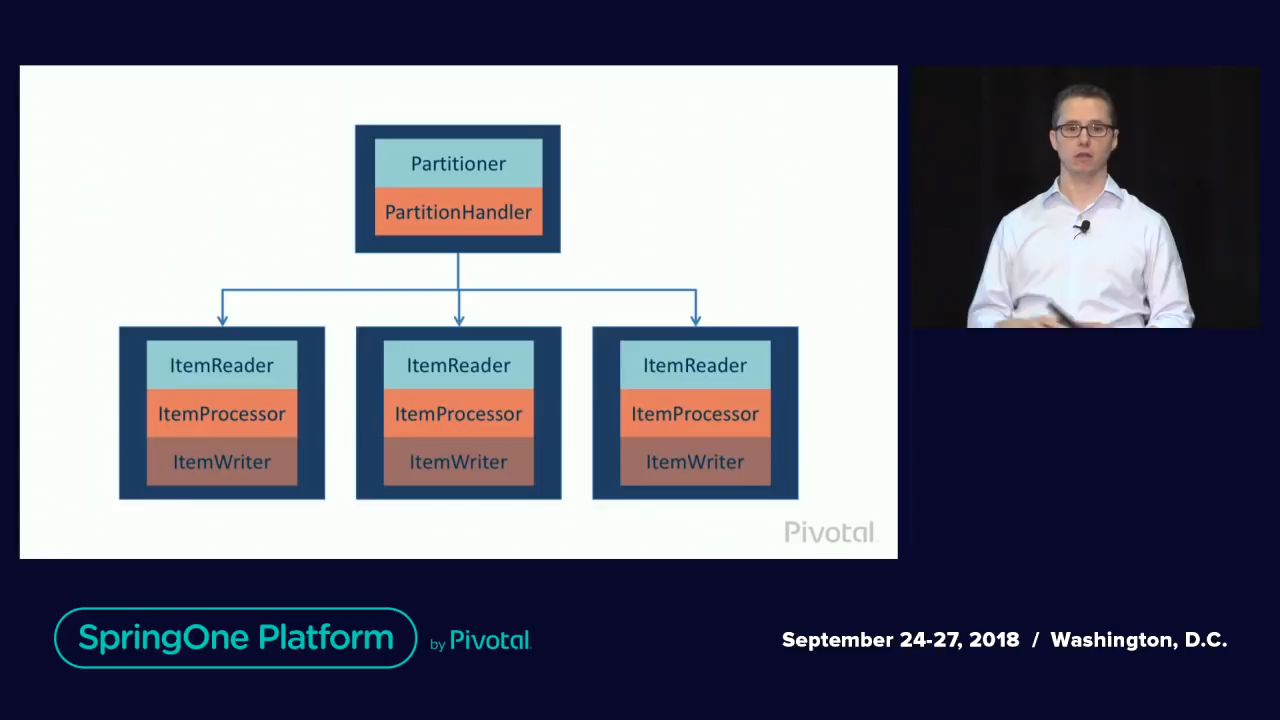 Partitioner
PartitionHandler
ItemReader
ItemProcessor
ItemWriter
ItemReader
ItemProcessor
ItemWriter
ItemReader
ItemProcessor
ItemWriter
Pivotal
SpringOne Platform by Pivotal
September 24-27, 2018 / Washington, D.C.